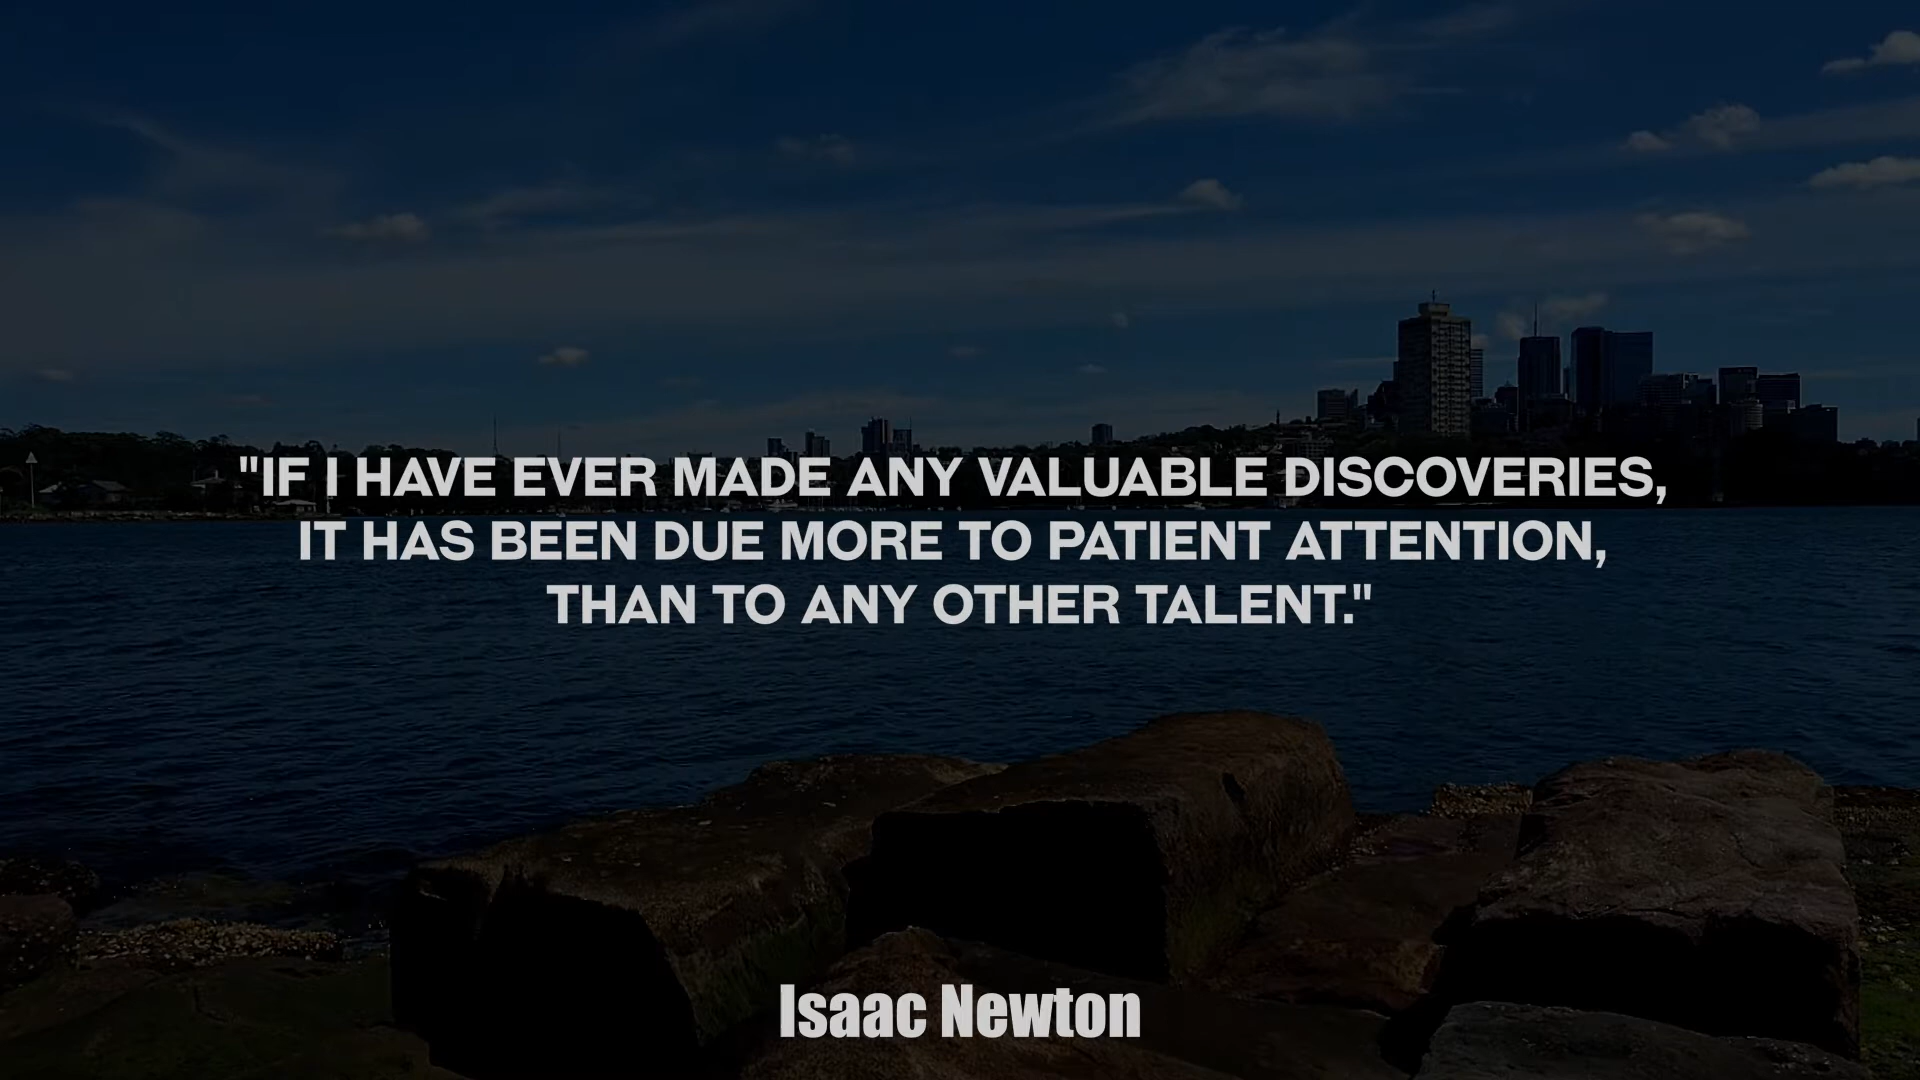 "IF I HAVE EVER MADE ANY VALUABLE DISCOVERIES,
IT HAS BEEN DUE MORE TO PATIENT ATTENTION,
THAN TO ANY OTHER TALENT."
Isaac Newton